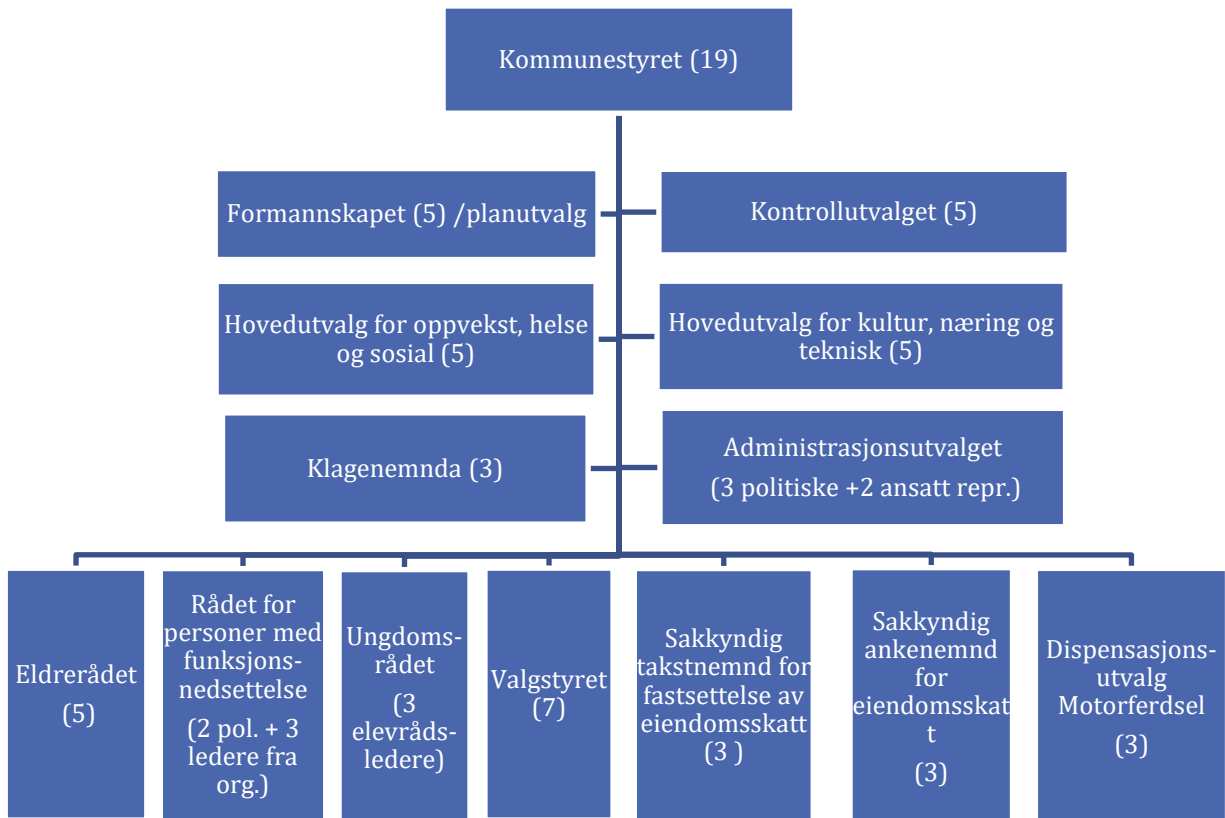 Kommunestyret (19)
Formannskapet (5) /planutvalg
Kontrollutvalget (5)
Hovedutvalg for oppvekst, helse
og sosial (5)
Hovedutvalg for kultur, næring og
teknisk (5)
Klagenemnda (3)
Administrasjonsutvalget
(3 politiske +2 ansatt repr.)
Eldrerådet
(5)
Rådet for
personer med
funksjons-
nedsettelse
(2 pol. + 3
ledere fra
org.)
Ungdoms-
rådet
(3
elevråds-
ledere)
Valgstyret
(7)
Sakkyndig
takstnemnd for
fastsettelse av
eiendomsskatt
(3 )
Sakkyndig
ankenemnd
for
eiendomsskat
t
(3)
Dispensasjons-
utvalg
Motorferdsel
(3)